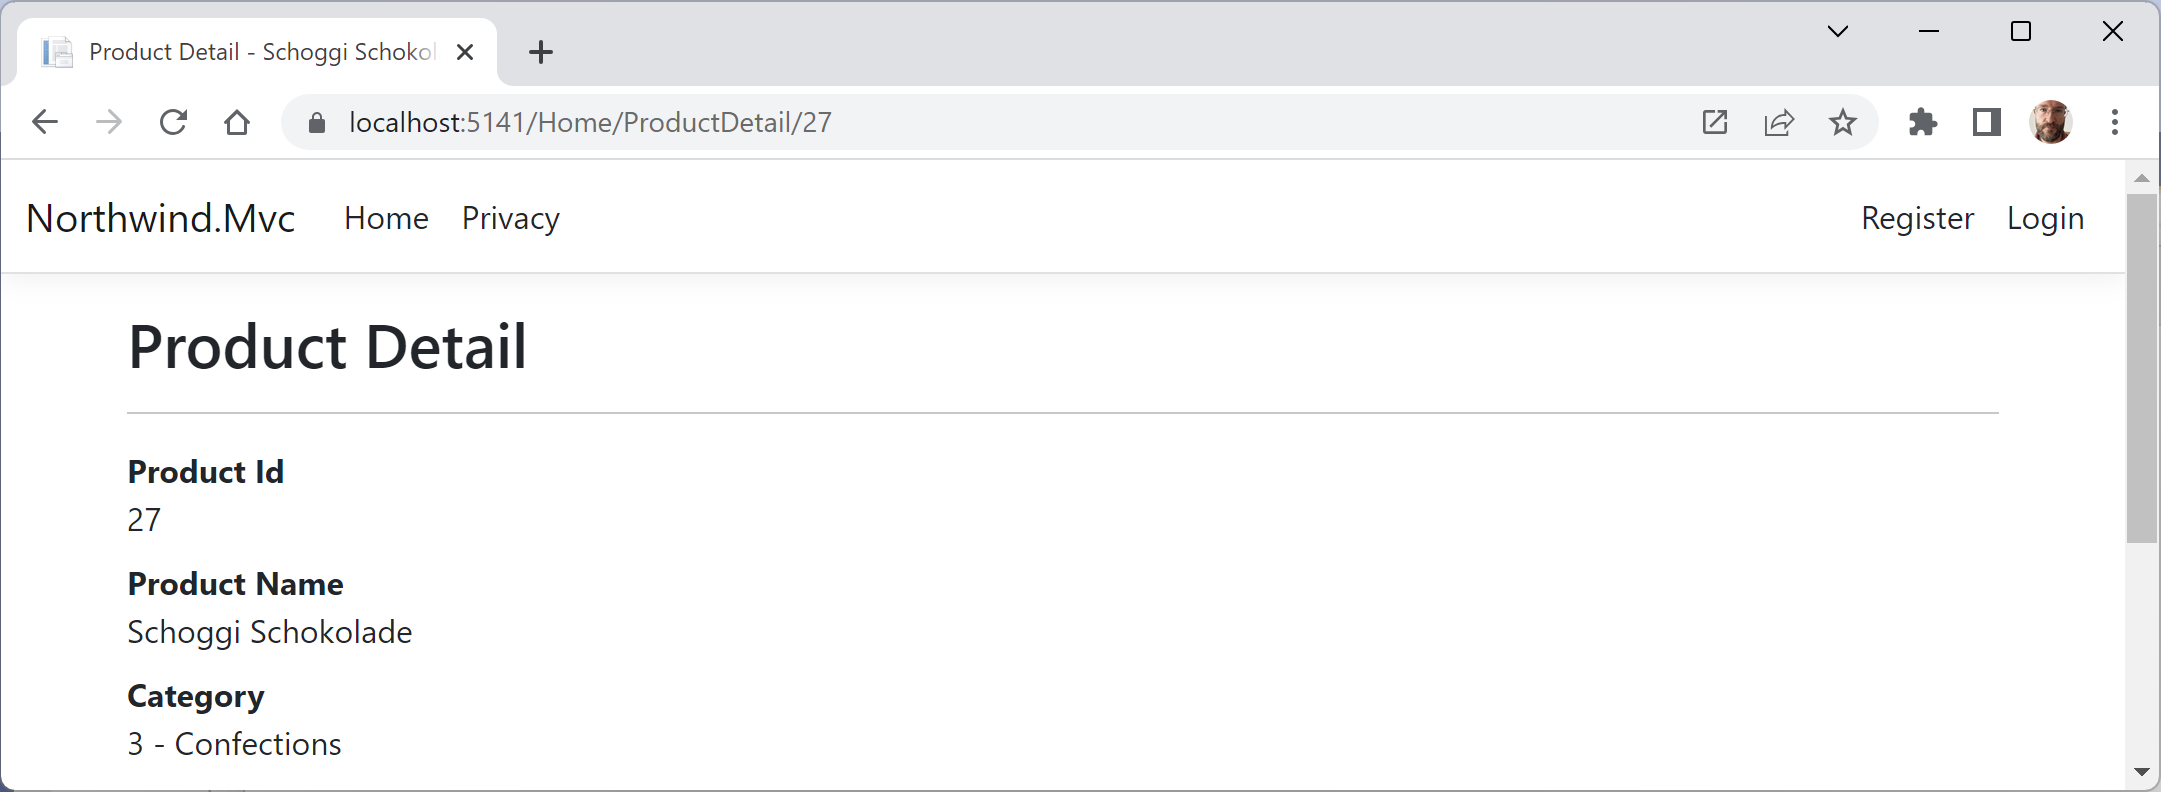 Product Detail - Schoggi Schokol
localhost:5141/Home/ProductDetail/27
Northwind.Mvc Home Privacy Register Login
Product Detail
Product Id
27
Product Name
Schoggi Schokolade
Category
3 - Confections